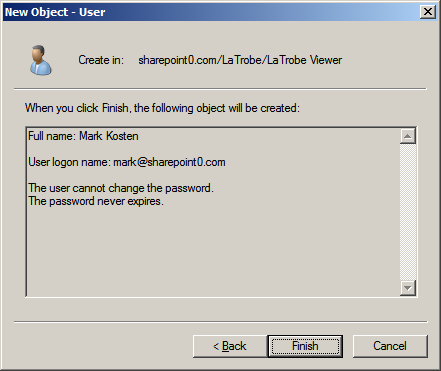 New Object - User
Create in: sharepoint0.com/LaTrobe/LaTrobe Viewer
When you click Finish, the following object will be created:
Full name: Mark Kosten
User logon name: mark@sharepoint0.com
The user cannot change the password.
The password never expires.
< Back Finish Cancel